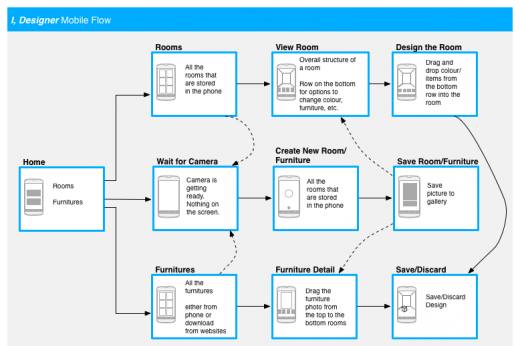 I, Designer Mobile Flow
Rooms
All the
rooms that
are stored
in the phone
View Room
Overall structure of
a room
Row on the bottom
for options to
change colour,
furniture, etc.
Design the Room
Drag and
drop colour/
items from
the bottom
row into the
room
Home
Rooms
Furnitures
Wait for Camera
Camera is
getting
ready.
Nothing on
the screen.
Create New Room/
Furniture
All the
rooms that
are stored
in the phone
Save Room/Furniture
Save
picture to
gallery
Furnitures
All the
furnitures
either from
phone or
download
from websites
Furniture Detail
Drag the
furniture
photo from
the top to the
bottom rooms
Save/Discard
Save/Discard
Design